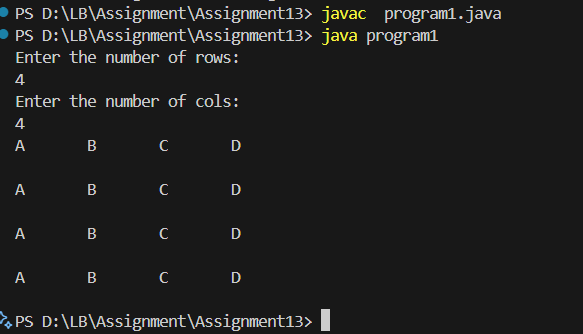 PS D:\LB\Assignment\Assignment13> javac  program1.java
PS D:\LB\Assignment\Assignment13> java program1
Enter the number of rows:
4
Enter the number of cols:
4
A       B       C       D
A       B       C       D
A       B       C       D
A       B       C       D
PS D:\LB\Assignment\Assignment13>